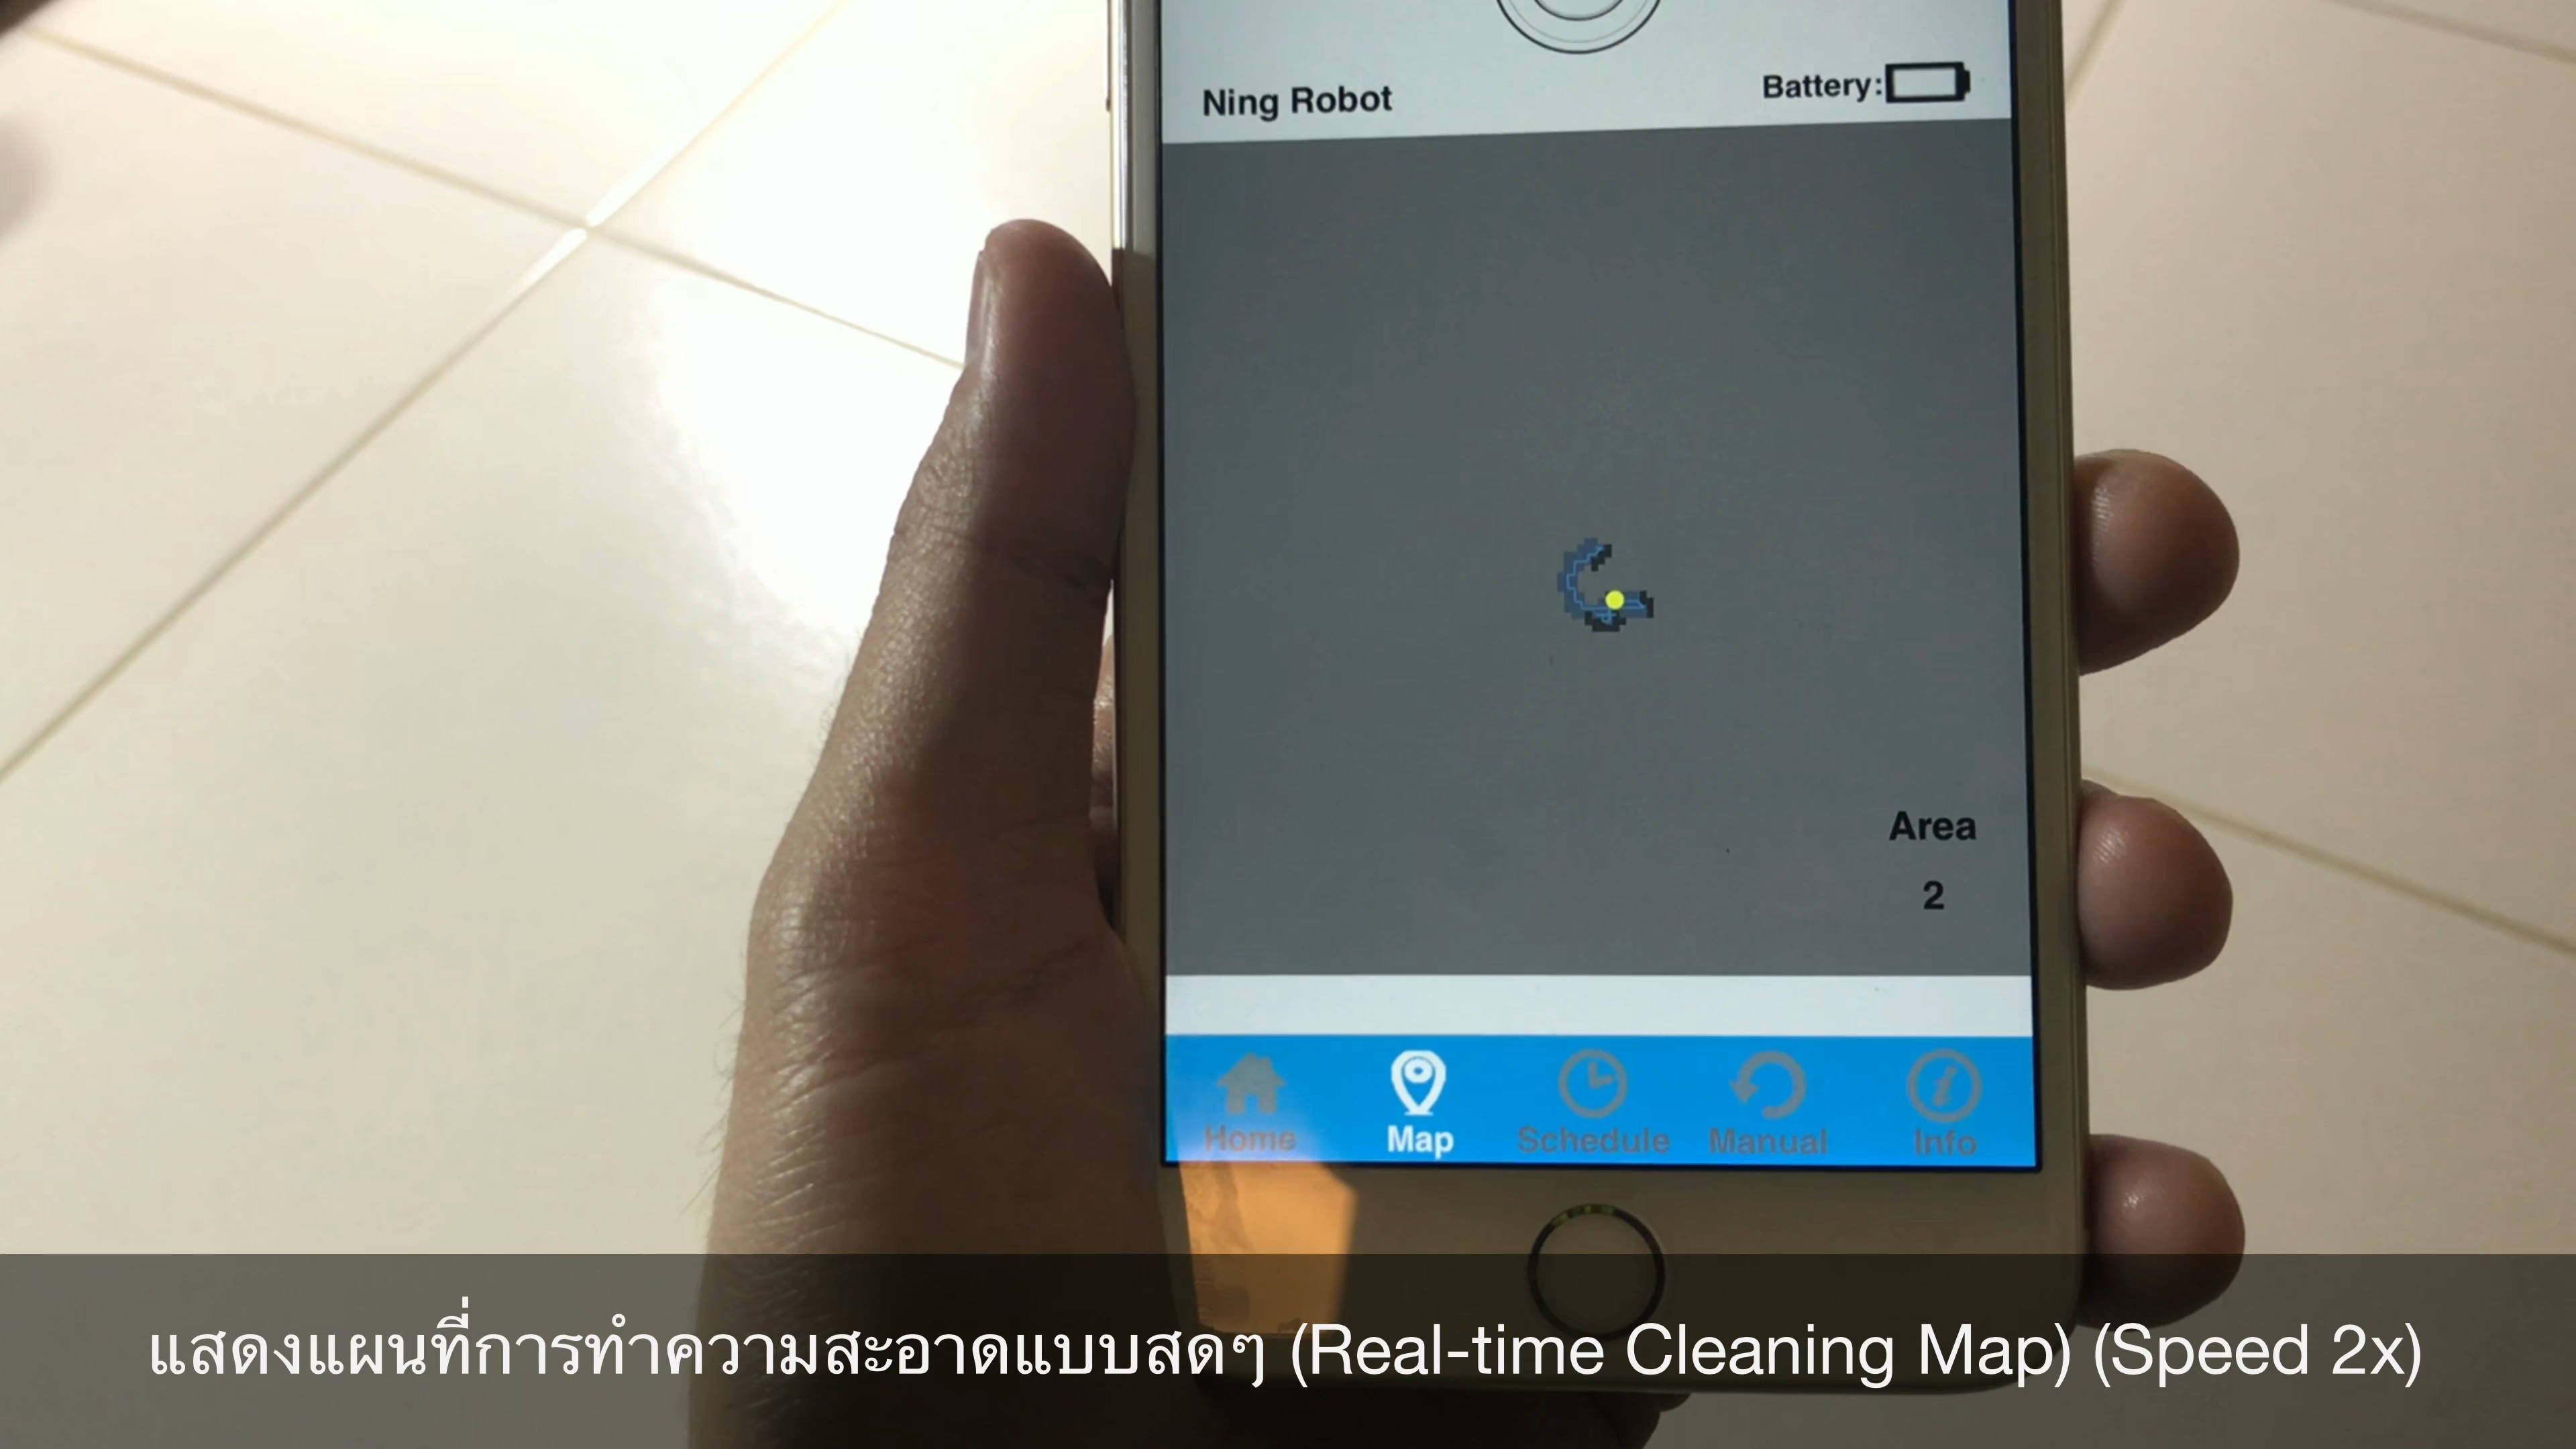 Ning Robot
Battery:
Area
2
Home
Map
Schedule
Manual
Info
แสดงแผนที่การทำความสะอาดแบบสดๆ (Real-time Cleaning Map) (Speed 2x)